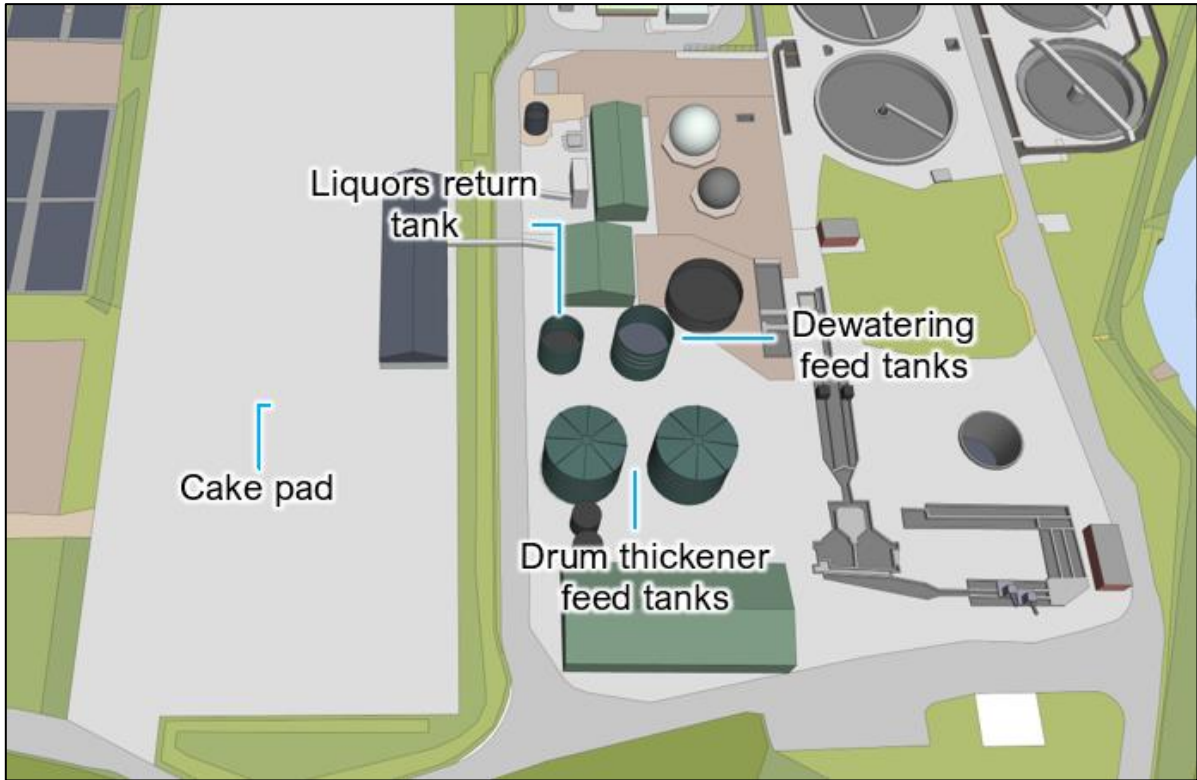 Liquors return
tank
Dewatering
feed tanks
Cake pad
Drum thickener
feed tanks